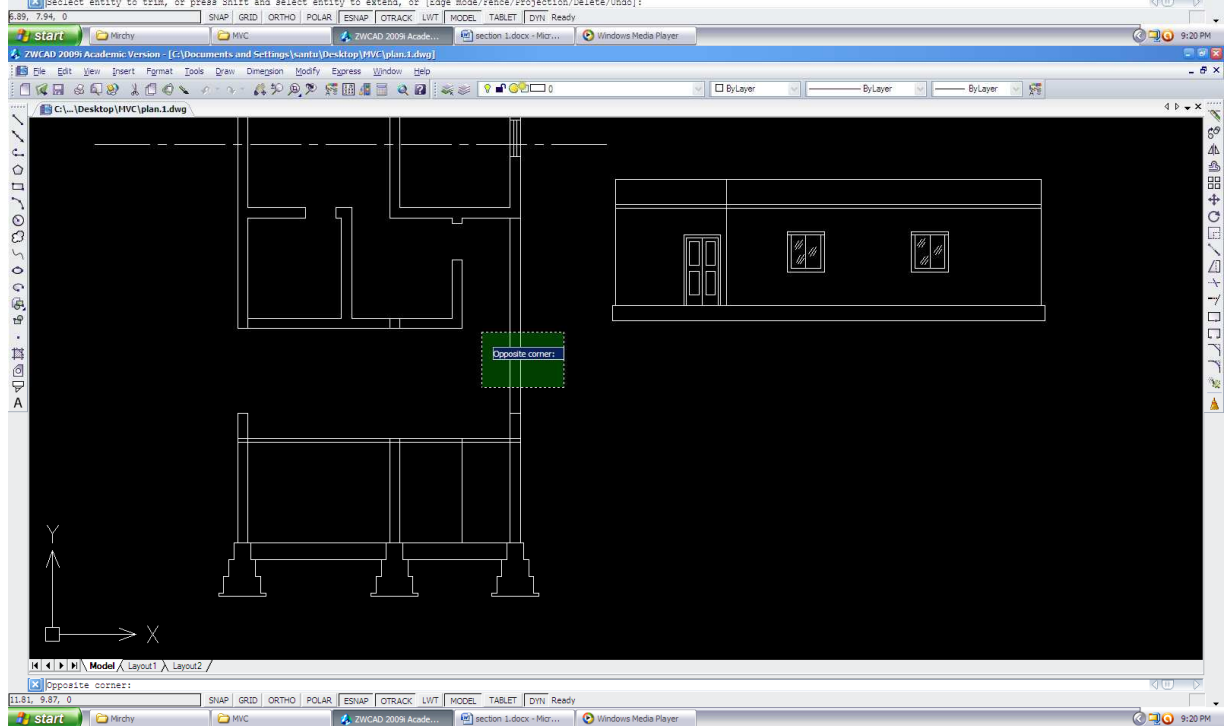 Seclect entity to trim, or press Shift and select entity to extend, or [Edge mode/Fence/Projection/Delete/Undo]:
6.89, 7.94, 0 SNAP GRID ORTHO POLAR ESNAP OTRACK LWT MODEL TABLET DYN Ready
start Mirchy MVC ZWCAD 2009i Acade... section 1.docx - Micr... Windows Media Player 9:20 PM
ZWCAD 2009i Academic Version - [C:\Documents and Settings\santu\Desktop\MVC\plan.1.dwg]
File Edit View Insert Format Tools Draw Dimension Modify Express Window Help
0 ByLayer ByLayer ByLayer
C:\...\Desktop\MVC\plan.1.dwg
Opposite corner:
Y
X
A
Model Layout1 Layout2
Opposite corner:
11.81, 9.87, 0 SNAP GRID ORTHO POLAR ESNAP OTRACK LWT MODEL TABLET DYN Ready
start Mirchy MVC ZWCAD 2009i Acade... section 1.docx - Micr... Windows Media Player 9:20 PM